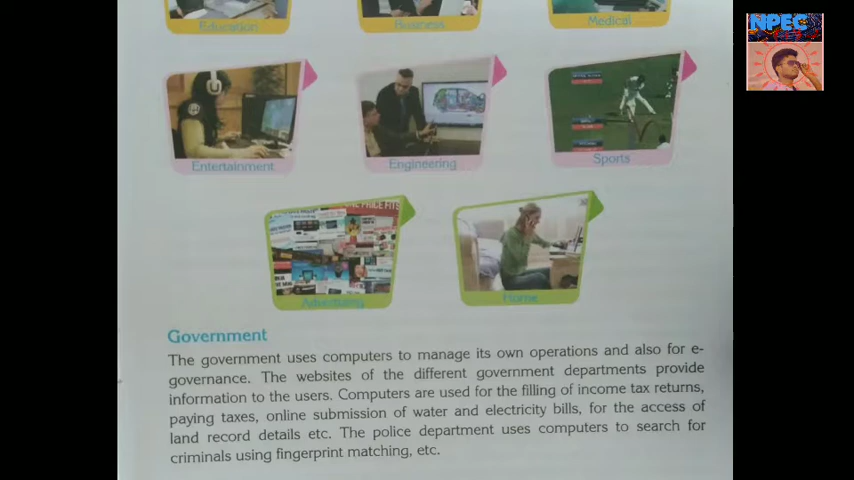 NPEC
Education
Business
Medical
Entertainment
Engineering
Sports
Advertising
Home
Government
The government uses computers to manage its own operations and also for e-
governance. The websites of the different government departments provide
information to the users. Computers are used for the filling of income tax returns,
paying taxes, online submission of water and electricity bills, for the access of
land record details etc. The police department uses computers to search for
criminals using fingerprint matching, etc.